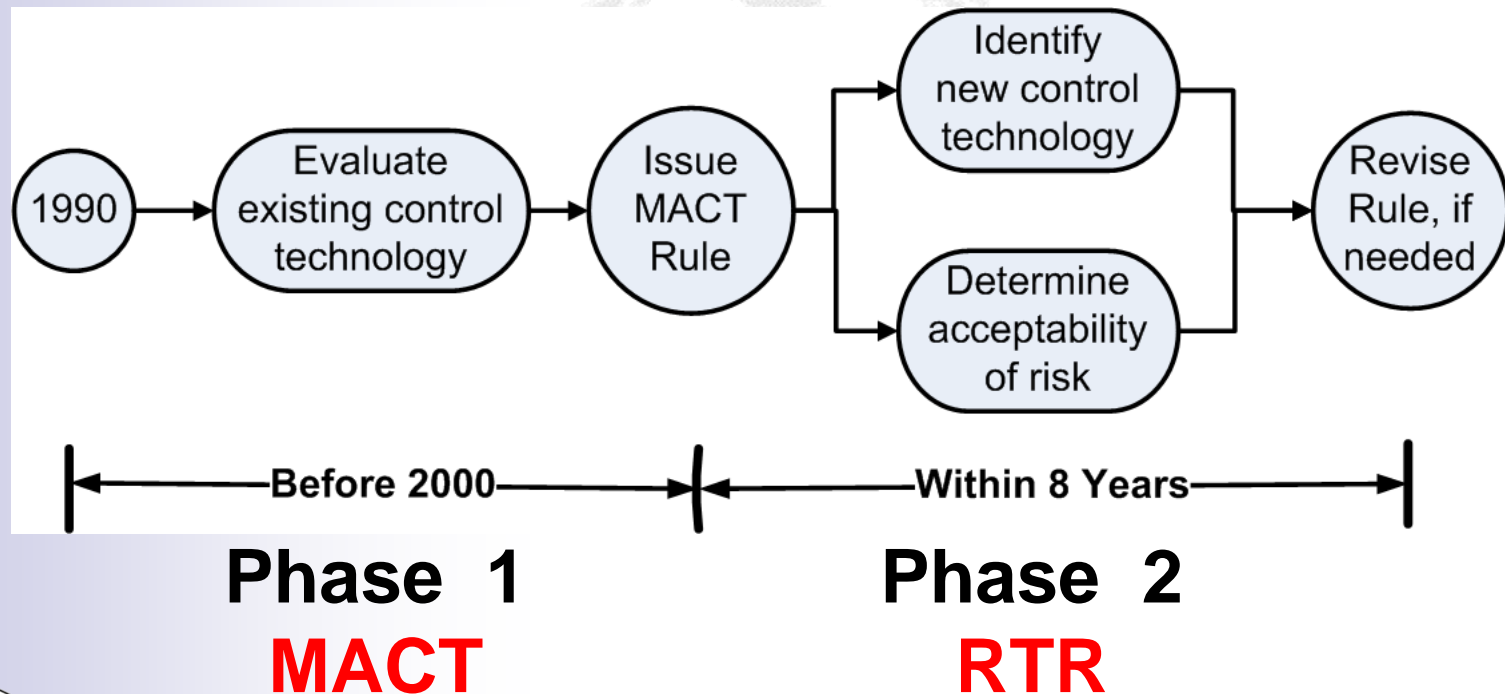 1990
Evaluate
existing control
technology
Issue
MACT
Rule
Identify
new control
technology
Determine
acceptability
of risk
Revise
Rule, if
needed
Before 2000
Within 8 Years
Phase 1
MACT
Phase 2
RTR